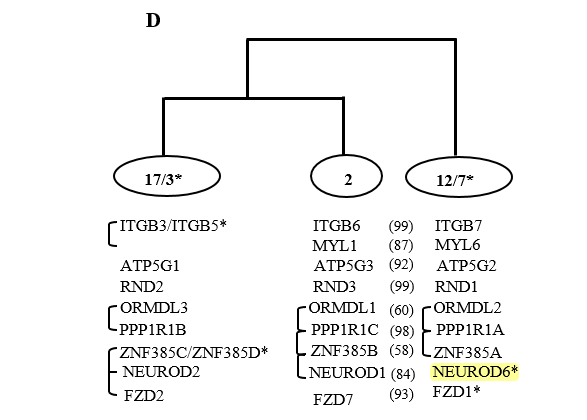 D
17/3* 2 12/7*
ITGB3/ITGB5* ITGB6 (99) ITGB7
MYL1 (87) MYL6
ATP5G1 ATP5G3 (92) ATP5G2
RND2 RND3 (99) RND1
ORMDL3 ORMDL1 (60) ORMDL2
PPP1R1B PPP1R1C (98) PPP1R1A
ZNF385C/ZNF385D* ZNF385B (58) ZNF385A
NEUROD2 NEUROD1 (84) NEUROD6*
FZD2 FZD7 (93) FZD1*